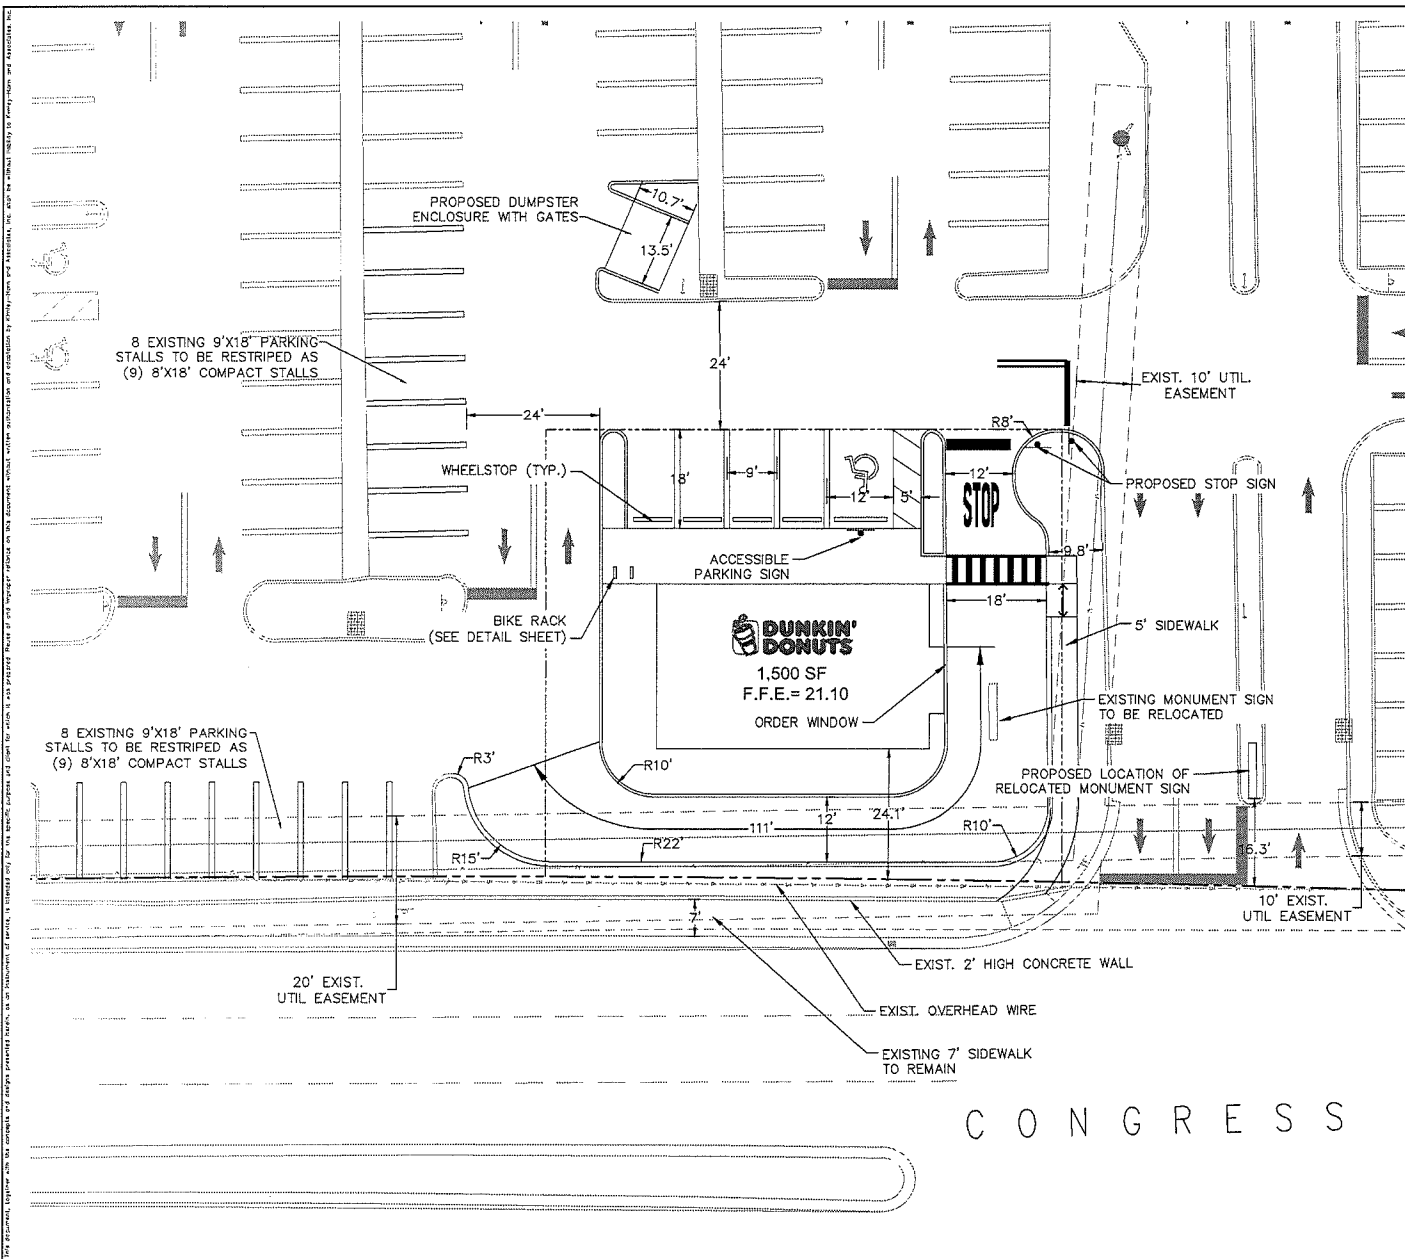 PROPOSED DUMPSTER
ENCLOSURE WITH GATES
10.7'
13.5'
8 EXISTING 9'X18' PARKING
STALLS TO BE RESTRIPED AS
(9) 8'X18' COMPACT STALLS
24'
24'
EXIST. 10' UTIL.
EASEMENT
R8'
WHEELSTOP (TYP.)
18'
9'
12'
5'
12'
STOP
PROPOSED STOP SIGN
9.8'
ACCESSIBLE
PARKING SIGN
18'
BIKE RACK
(SEE DETAIL SHEET)
DUNKIN'
DONUTS
1,500 SF
F.F.E.= 21.10
ORDER WINDOW
5' SIDEWALK
EXISTING MONUMENT SIGN
TO BE RELOCATED
8 EXISTING 9'X18' PARKING
STALLS TO BE RESTRIPED AS
(9) 8'X18' COMPACT STALLS
R3'
R10'
PROPOSED LOCATION OF
RELOCATED MONUMENT SIGN
111'
12'
24.1'
R10'
R15'
R22'
16.3'
7'
10' EXIST.
UTIL EASEMENT
20' EXIST.
UTIL EASEMENT
EXIST. 2' HIGH CONCRETE WALL
EXIST. OVERHEAD WIRE
EXISTING 7' SIDEWALK
TO REMAIN
CONGRESS